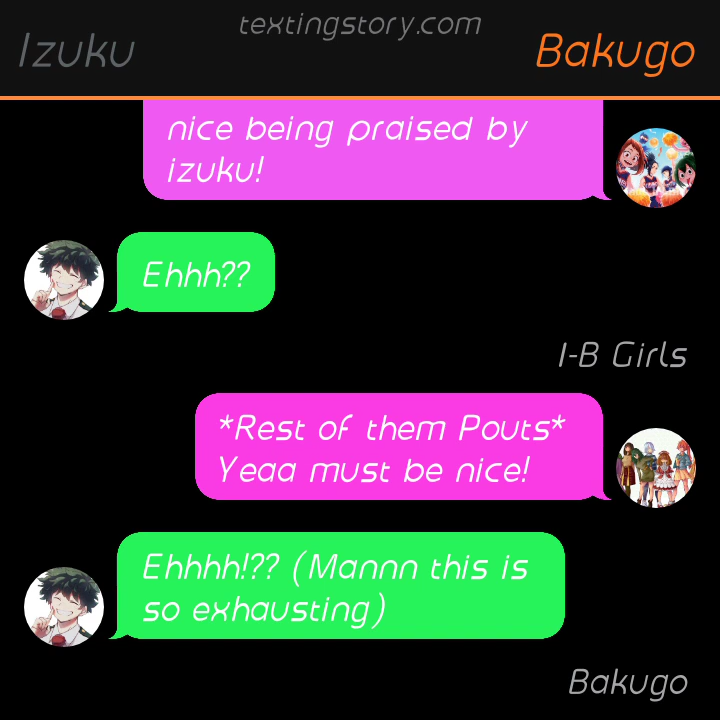 textingstory.com
Izuku
Bakugo
nice being praised by
izuku!
Ehhh??
1-B Girls
*Rest of them Pouts*
Yeaa must be nice!
Ehhhh!?? (Mannn this is
so exhausting)
Bakugo